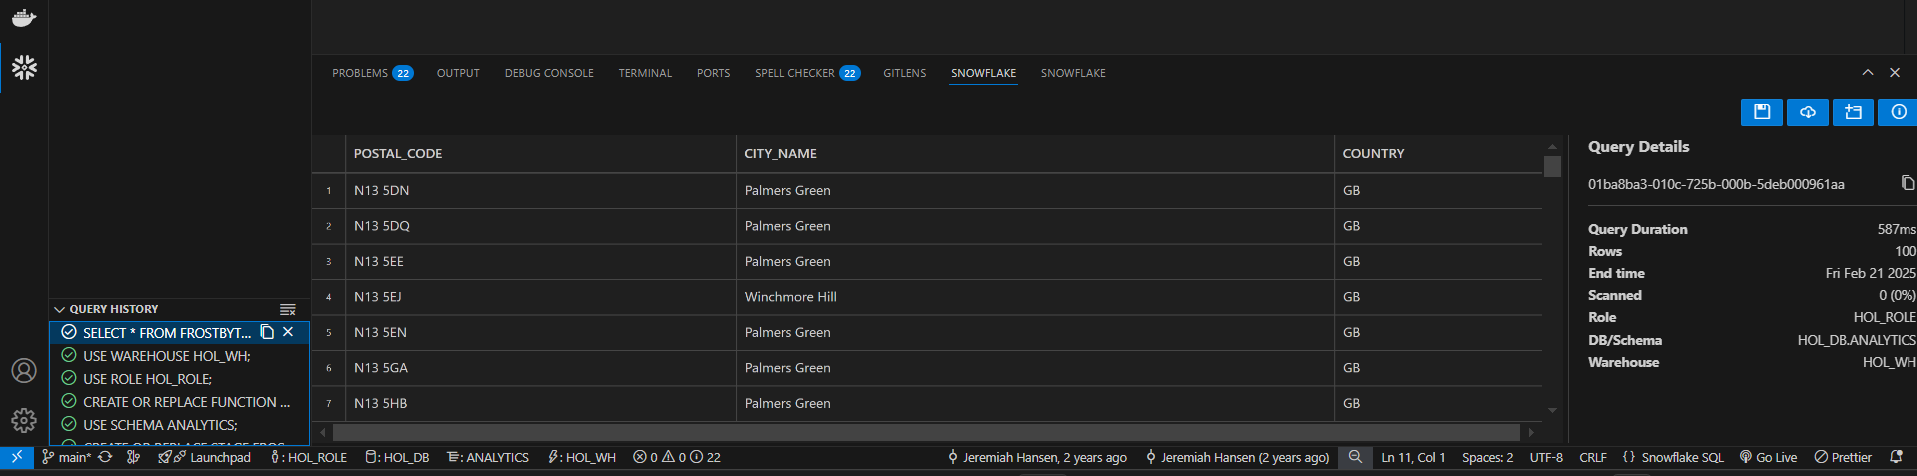 PROBLEMS 22 OUTPUT DEBUG CONSOLE TERMINAL PORTS SPELL CHECKER 22 GITLENS SNOWFLAKE SNOWFLAKE
POSTAL_CODE CITY_NAME COUNTRY
1 N13 5DN Palmers Green GB
2 N13 5DQ Palmers Green GB
3 N13 5EE Palmers Green GB
4 N13 5EJ Winchmore Hill GB
5 N13 5EN Palmers Green GB
6 N13 5GA Palmers Green GB
7 N13 5HB Palmers Green GB
Query Details
01ba8ba3-010c-725b-000b-5deb000961aa
Query Duration 587ms
Rows 100
End time Fri Feb 21 2025
Scanned 0 (0%)
Role HOL_ROLE
DB/Schema HOL_DB.ANALYTICS
Warehouse HOL_WH
QUERY HISTORY
SELECT * FROM FROSTBYT...
USE WAREHOUSE HOL_WH;
USE ROLE HOL_ROLE;
CREATE OR REPLACE FUNCTION ...
USE SCHEMA ANALYTICS;
CREATE OR REPLACE STAGE FROS...
main* Launchpad : HOL_ROLE : HOL_DB : ANALYTICS : HOL_WH 0 0 22 Jeremiah Hansen, 2 years ago Jeremiah Hansen (2 years ago) Ln 11, Col 1 Spaces: 2 UTF-8 CRLF {} Snowflake SQL Go Live Prettier